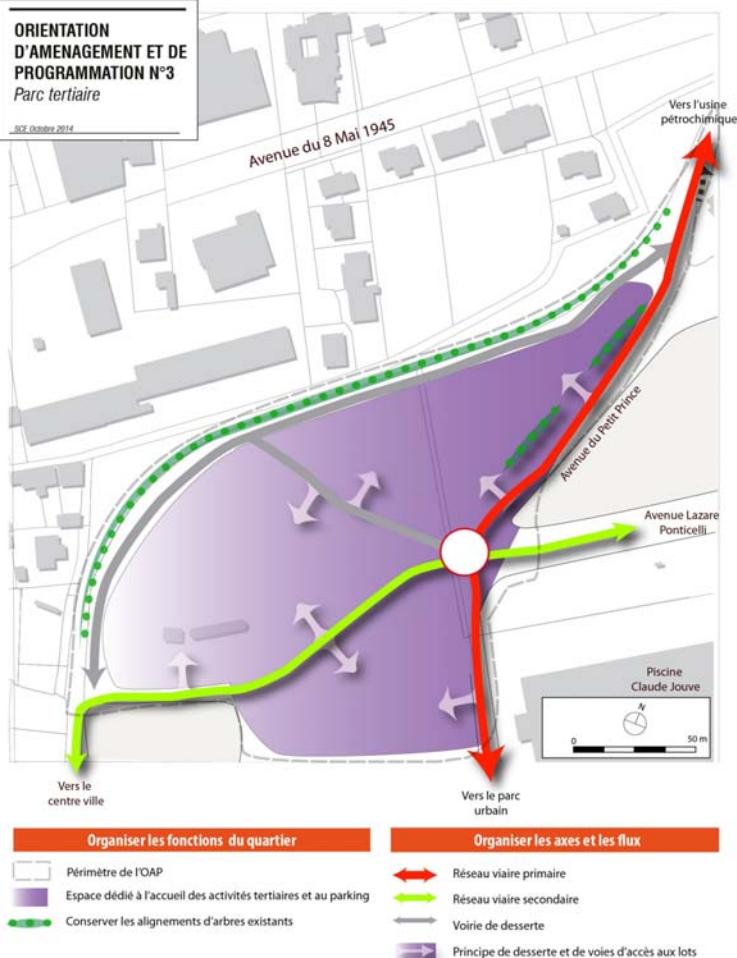 ORIENTATION
D'AMENAGEMENT ET DE
PROGRAMMATION N°3
Parc tertiaire
SCE Octobre 2014
Avenue du 8 Mai 1945
Vers l'usine
pétrochimique
Avenue du Petit Prince
Avenue Lazare
Ponticelli
Piscine
Claude Jouve
N
0 50 m
Vers le
centre ville
Vers le parc
urbain
Organiser les fonctions du quartier
Périmètre de l'OAP
Espace dédié à l'accueil des activités tertiaires et au parking
Conserver les alignements d'arbres existants
Organiser les axes et les flux
Réseau viaire primaire
Réseau viaire secondaire
Voirie de desserte
Principe de desserte et de voies d'accès aux lots